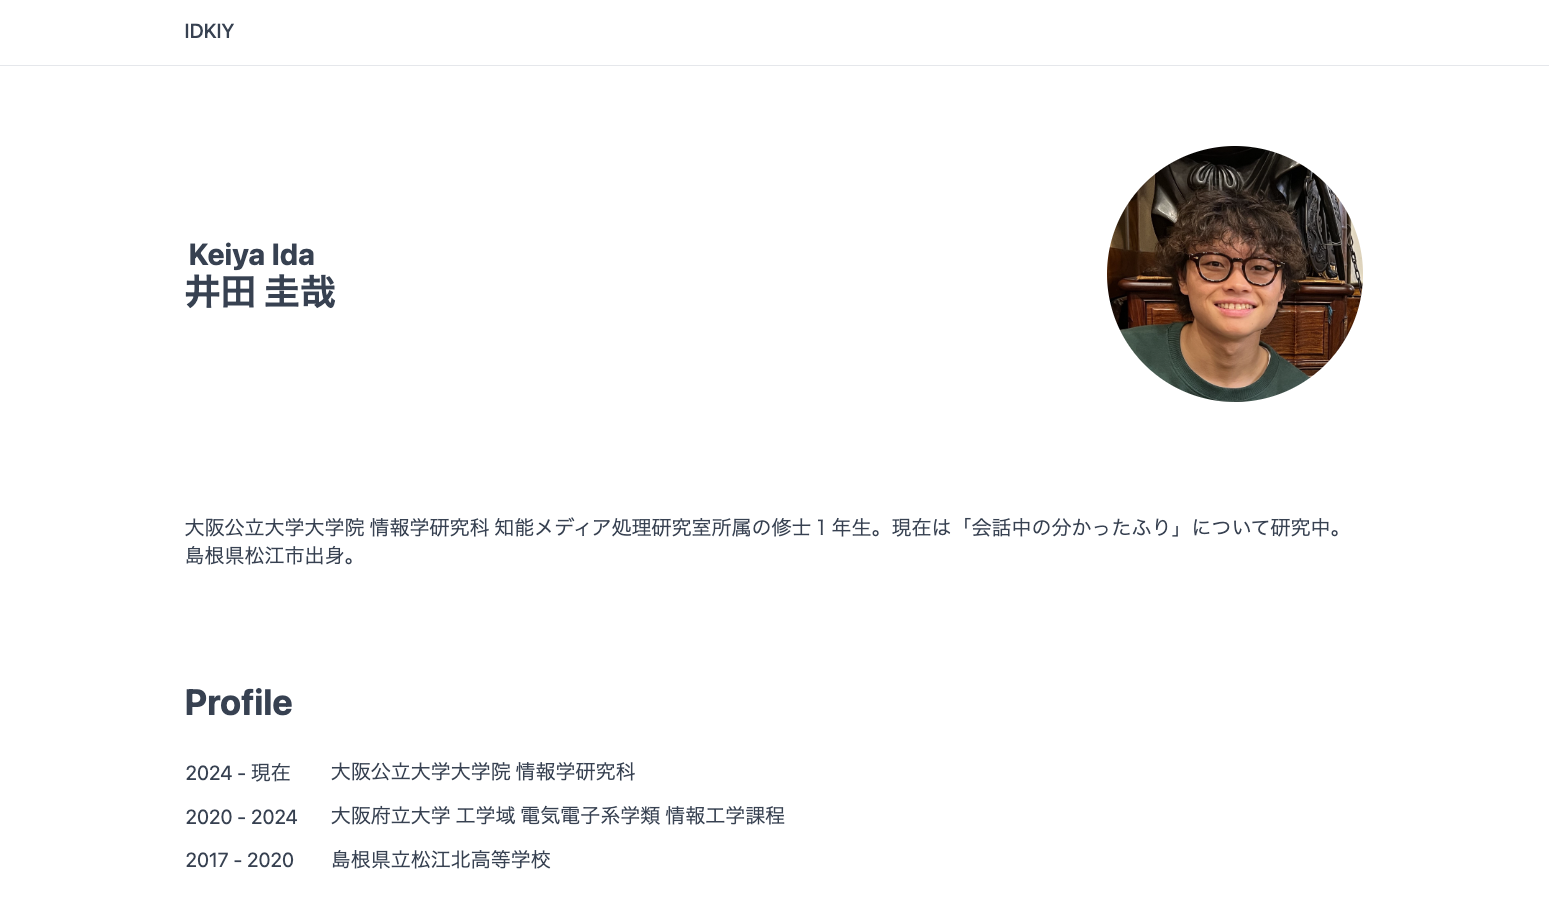 IDKIY
Keiya Ida
井田 圭哉
大阪公立大学大学院 情報学研究科 知能メディア処理研究室所属の修士 1 年生。現在は「会話中の分かったふり」について研究中。
島根県松江市出身。
Profile
2024 - 現在 大阪公立大学大学院 情報学研究科
2020 - 2024 大阪府立大学 工学域 電気電子系学類 情報工学課程
2017 - 2020 島根県立松江北高等学校